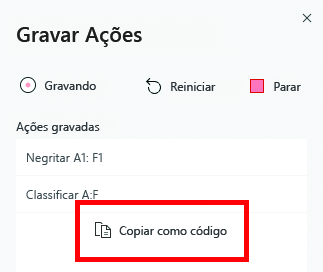 Gravar Ações
Gravando Reiniciar Parar
Ações gravadas
Negritar A1: F1
Classificar A:F
Copiar como código